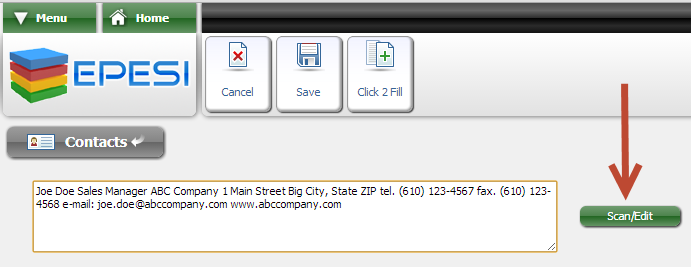 Menu Home
EPESI
Cancel Save Click 2 Fill
Contacts
Joe Doe Sales Manager ABC Company 1 Main Street Big City, State ZIP tel. (610) 123-4567 fax. (610) 123-
4568 e-mail: joe.doe@abccompany.com www.abccompany.com
Scan/Edit